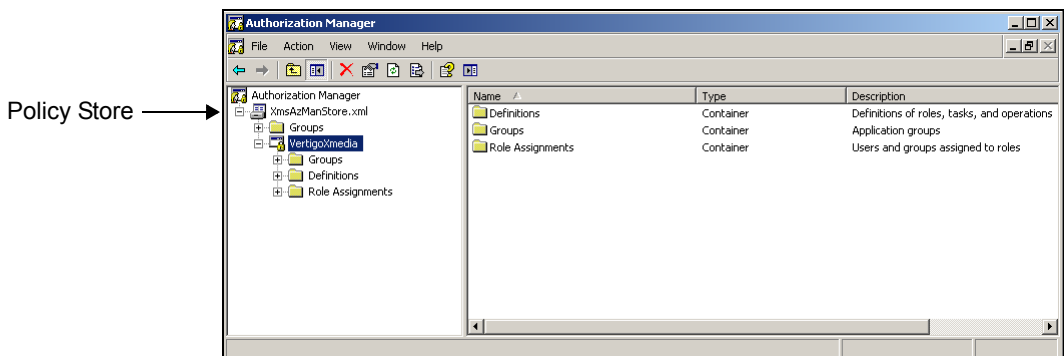 Authorization Manager
File Action View Window Help
Policy Store
Authorization Manager
XmsAzManStore.xml
Groups
VertigoXmedia
Groups
Definitions
Role Assignments
Name Type Description
Definitions Container Definitions of roles, tasks, and operations
Groups Container Application groups
Role Assignments Container Users and groups assigned to roles